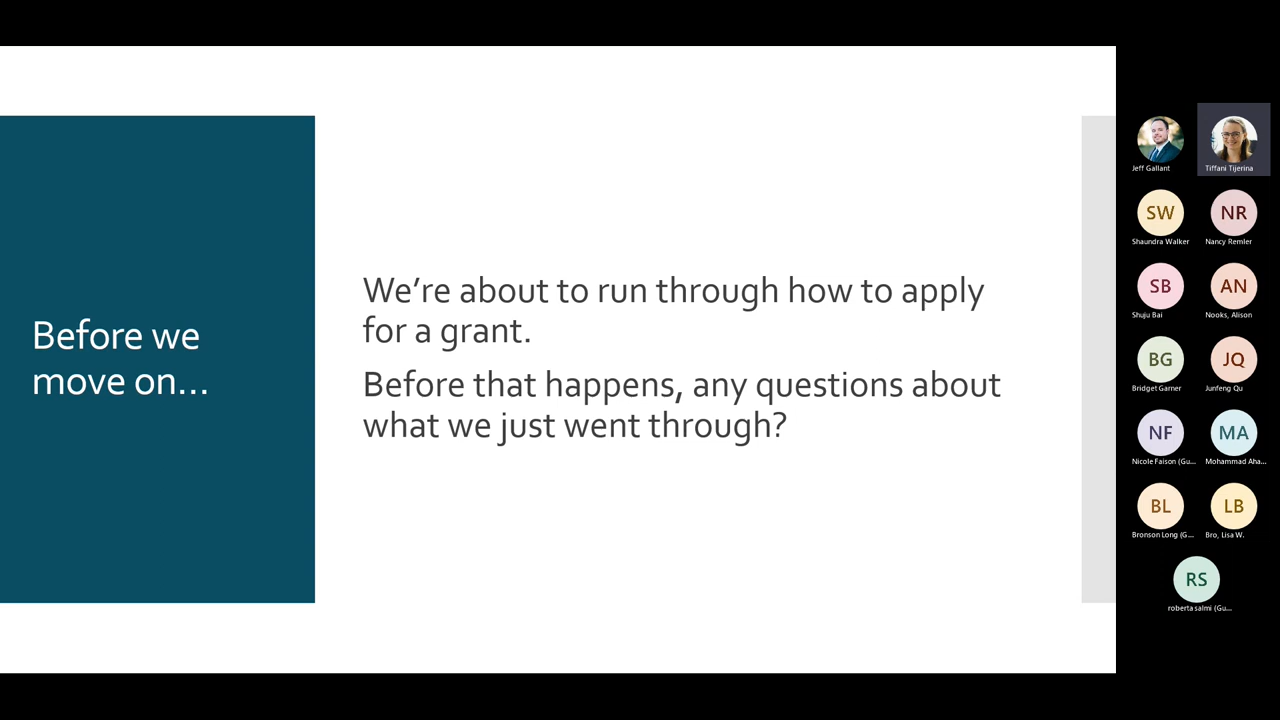 Before we
move on...
We're about to run through how to apply
for a grant.
Before that happens, any questions about
what we just went through?
Jeff Gallant
Tiffani Tijerina
SW
NR
Shaundra Walker
Nancy Remler
SB
AN
Shuju Bai
Nooks, Alison
BG
JQ
Bridget Garner
Junfeng Qu
NF
MA
Nicole Faison (Gu...
Mohammad Aha...
BL
LB
Bronson Long (G...
Bro, Lisa W.
RS
roberta salmi (Gu...